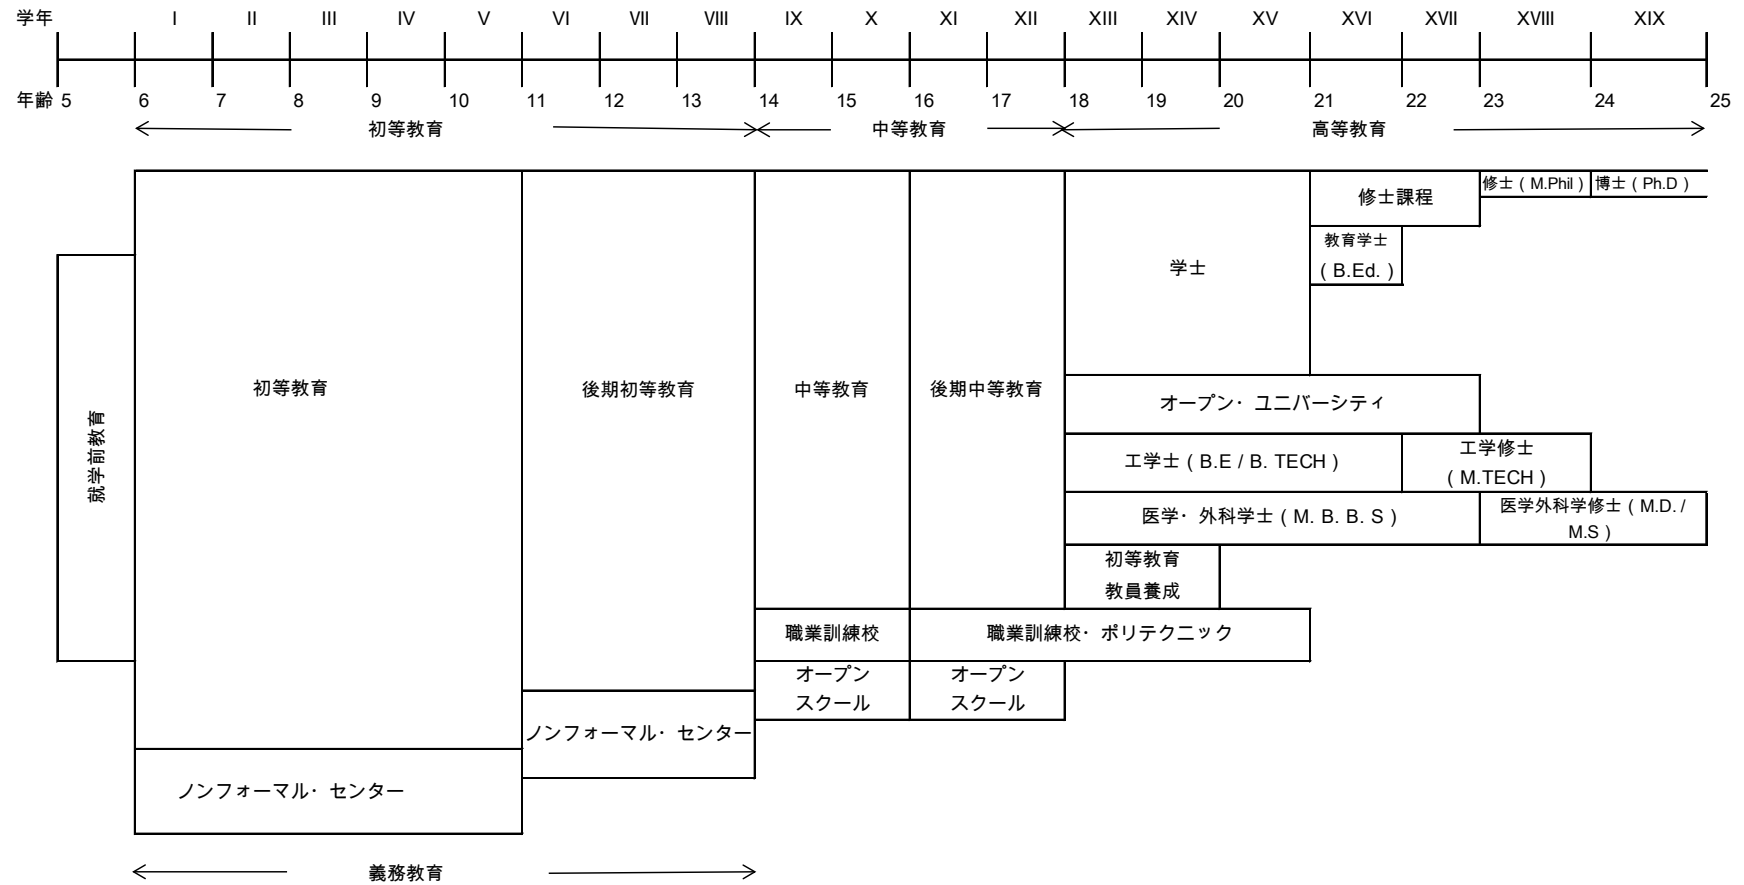 学年 I II III IV V VI VII VIII IX X XI XII XIII XIV XV XVI XVII XVIII XIX
年齢 5 6 7 8 9 10 11 12 13 14 15 16 17 18 19 20 21 22 23 24 25
初等教育 中等教育 高等教育
修士（M.Phil） 博士（Ph.D）
修士課程
教育学士
（B.Ed.）
学士
就学前教育
初等教育 後期初等教育 中等教育 後期中等教育
オープン・ユニバーシティ
工学士（B.E / B. TECH） 工学修士
（M.TECH）
医学・外科学士（M. B. B. S） 医学外科学修士（M.D. /
M.S）
初等教育
教員養成
職業訓練校 職業訓練校・ポリテクニック
オープン オープン
スクール スクール
ノンフォーマル・センター
ノンフォーマル・センター
義務教育